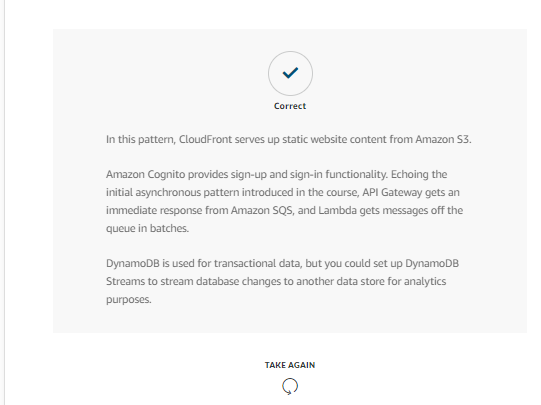 Correct
In this pattern, CloudFront serves up static website content from Amazon S3.
Amazon Cognito provides sign-up and sign-in functionality. Echoing the
initial asynchronous pattern introduced in the course, API Gateway gets an
immediate response from Amazon SQS, and Lambda gets messages off the
queue in batches.
DynamoDB is used for transactional data, but you could set up DynamoDB
Streams to stream database changes to another data store for analytics
purposes.
TAKE AGAIN